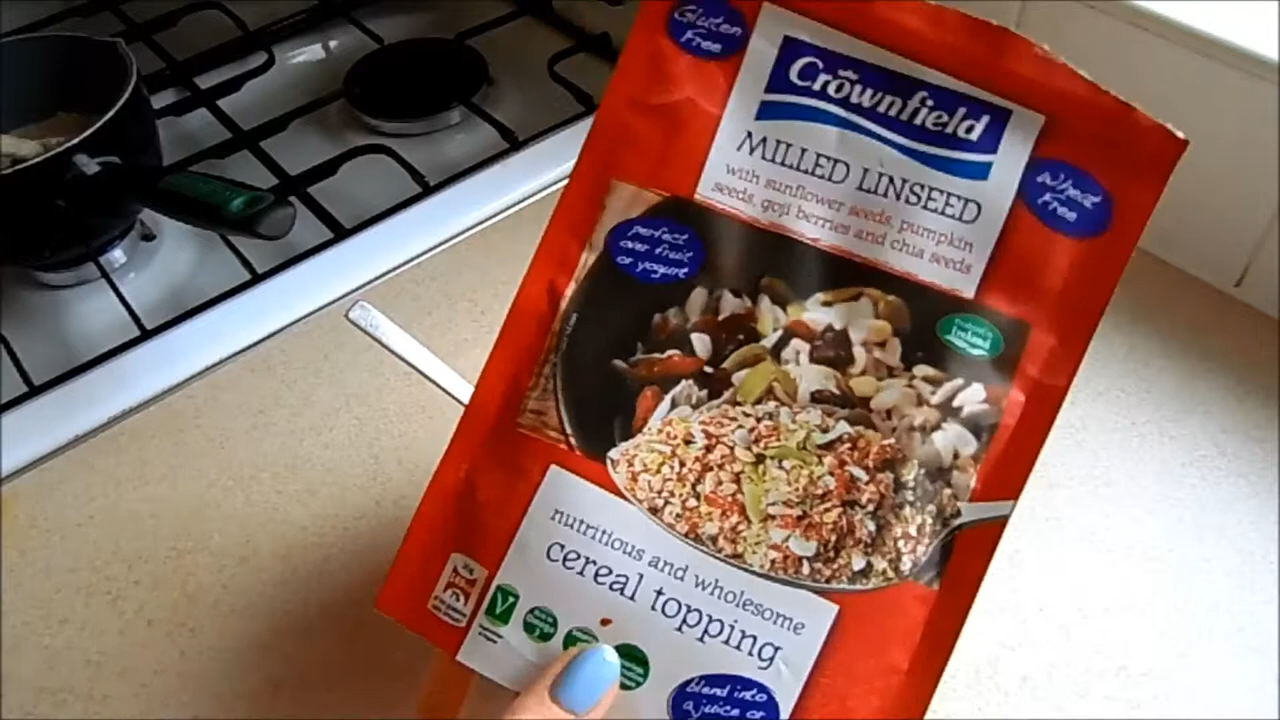 Gluten
Free
Crownfield
MILLED LINSEED
with sunflower seeds, pumpkin
seeds, goji berries and chia seeds
Wheat
Free
perfect
over fruit
or yogurt
Ireland
nutritious and wholesome
cereal topping
V
blend into
a juice or